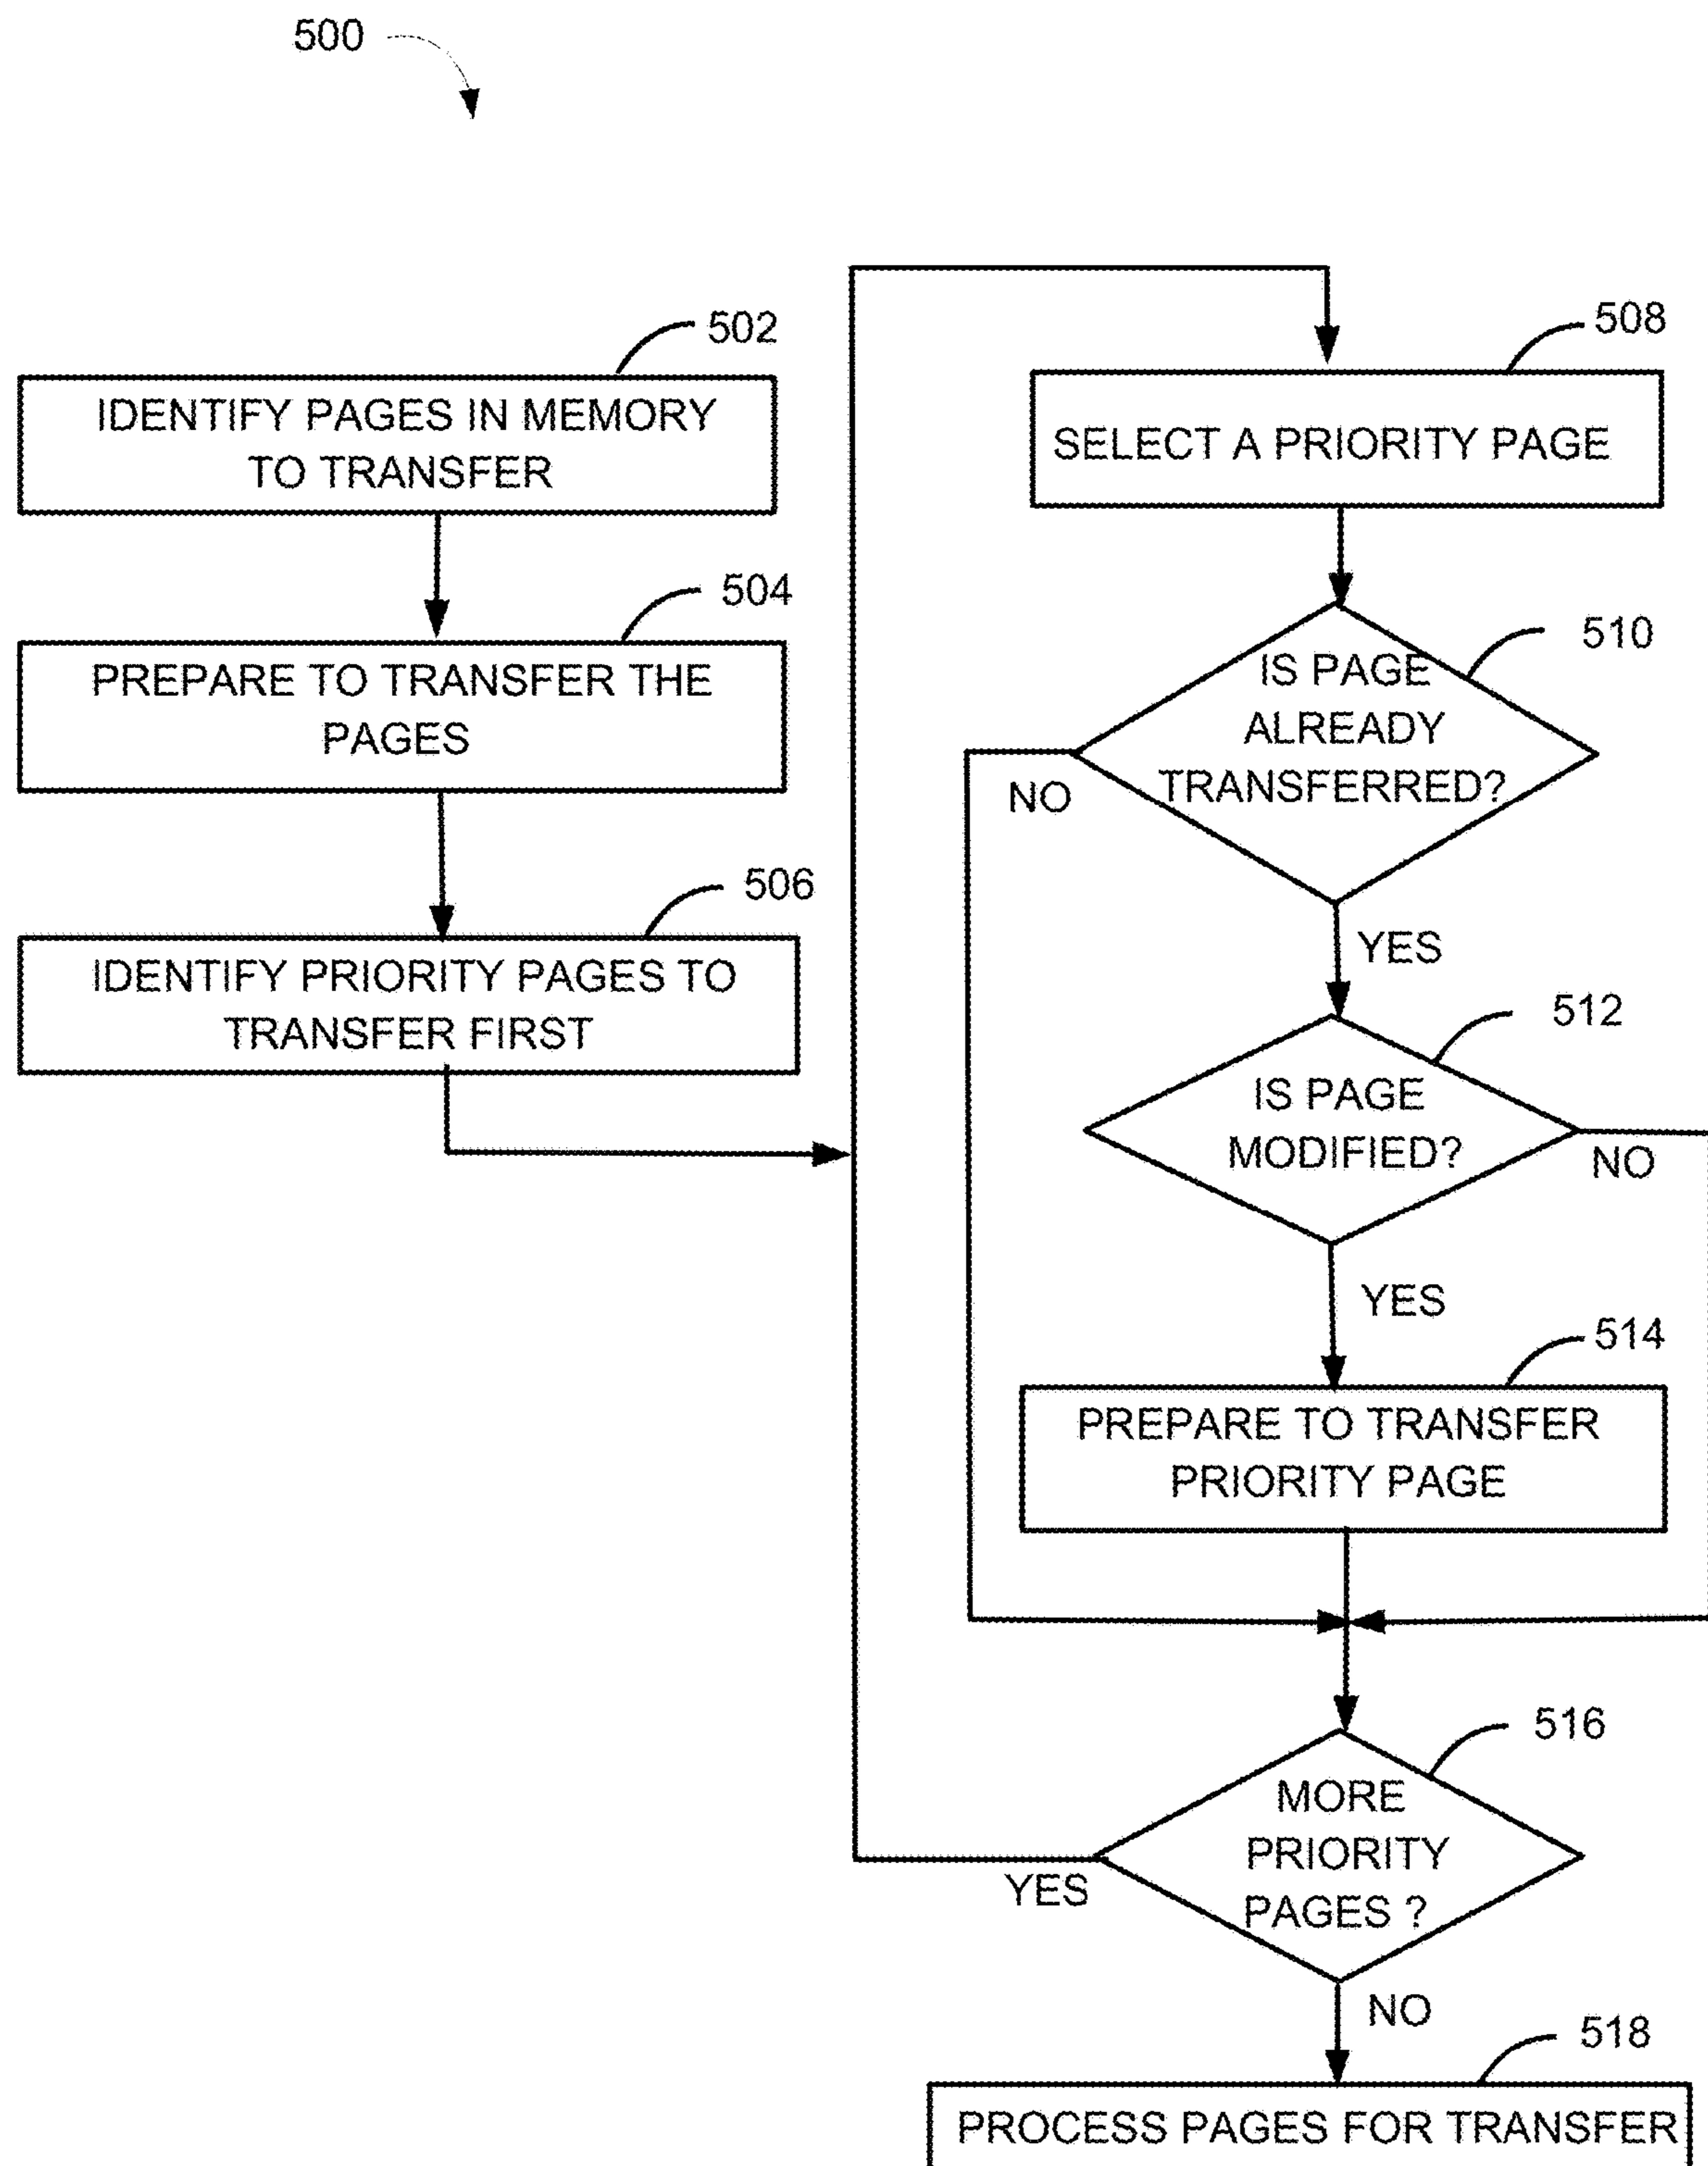 500
502
IDENTIFY PAGES IN MEMORY
TO TRANSFER
504
PREPARE TO TRANSFER THE
PAGES
506
IDENTIFY PRIORITY PAGES TO
TRANSFER FIRST
508
SELECT A PRIORITY PAGE
510
IS PAGE
ALREADY
TRANSFERRED?
NO
YES
512
IS PAGE
MODIFIED?
NO
YES
514
PREPARE TO TRANSFER
PRIORITY PAGE
516
MORE
PRIORITY
PAGES ?
YES
NO
518
PROCESS PAGES FOR TRANSFER